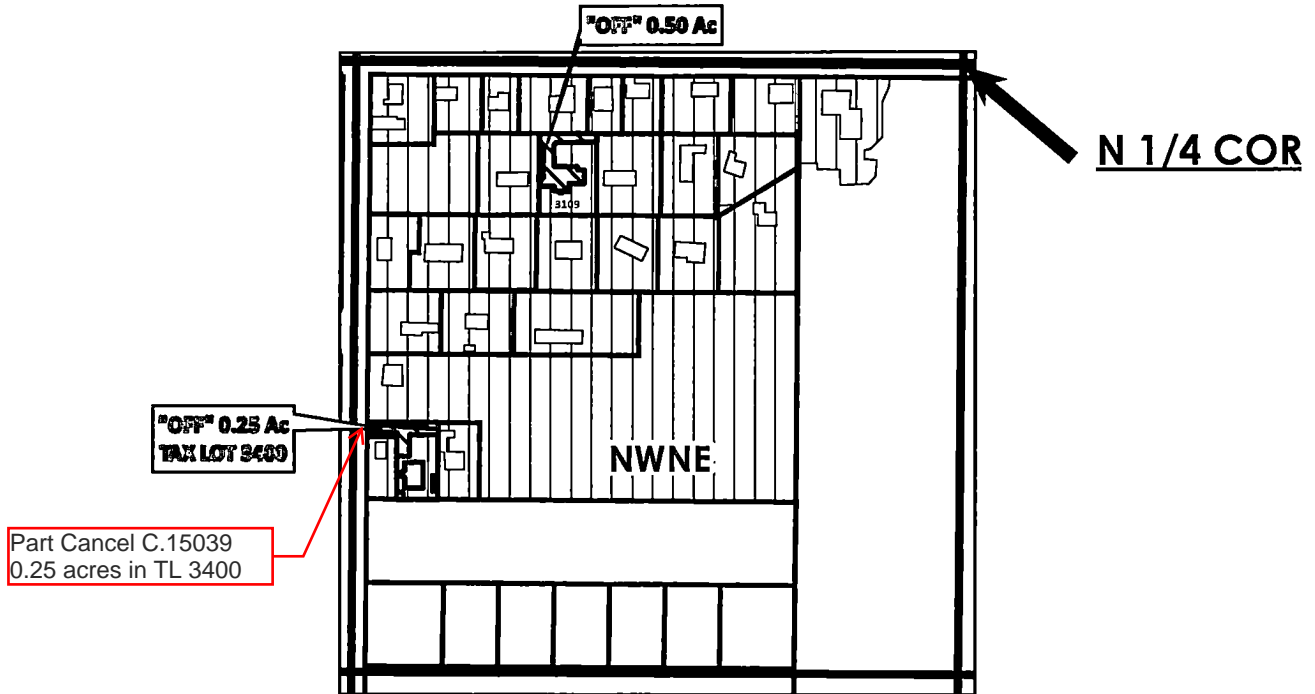 "OFF" 0.50 Ac
N 1/4 COR
3109
"OFF" 0.25 Ac
TAX LOT 3400
NWNE
Part Cancel C.15039
0.25 acres in TL 3400